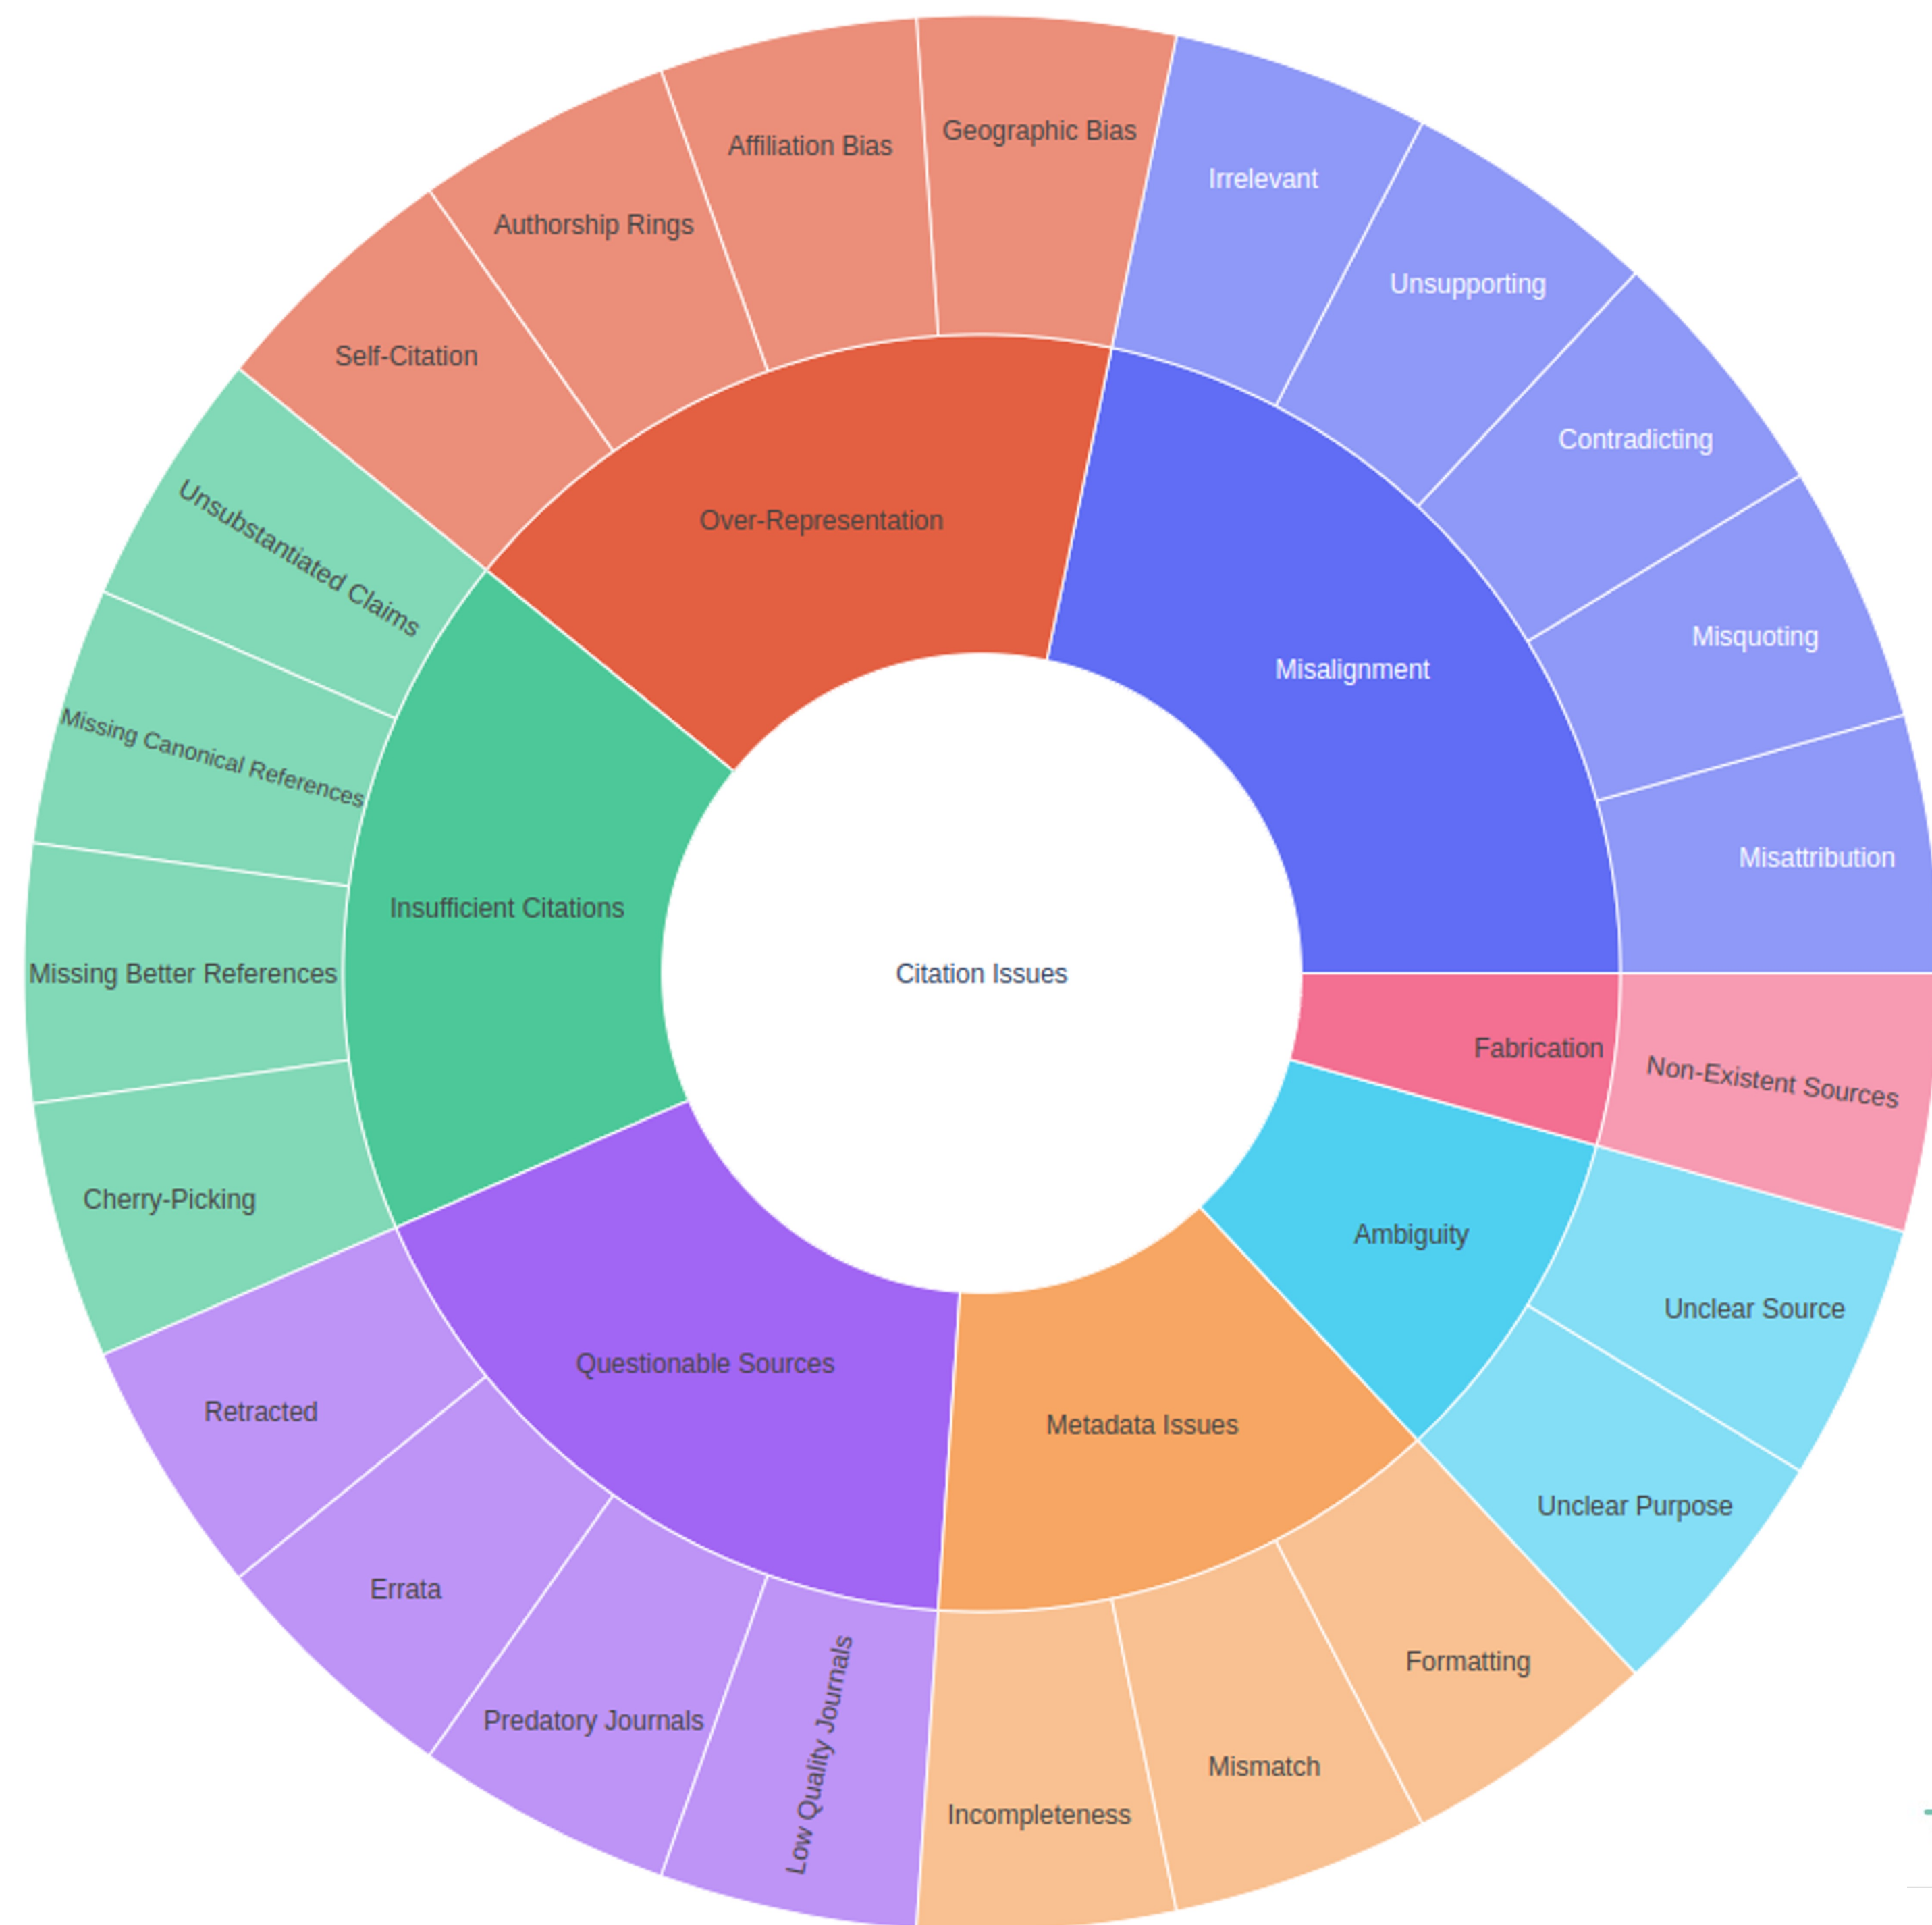 Citation Issues
Misalignment
Irrelevant
Unsupporting
Contradicting
Misquoting
Misattribution
Fabrication
Non-Existent Sources
Ambiguity
Unclear Source
Unclear Purpose
Metadata Issues
Formatting
Mismatch
Incompleteness
Questionable Sources
Low Quality Journals
Predatory Journals
Errata
Retracted
Insufficient Citations
Cherry-Picking
Missing Better References
Missing Canonical References
Unsubstantiated Claims
Over-Representation
Self-Citation
Authorship Rings
Affiliation Bias
Geographic Bias